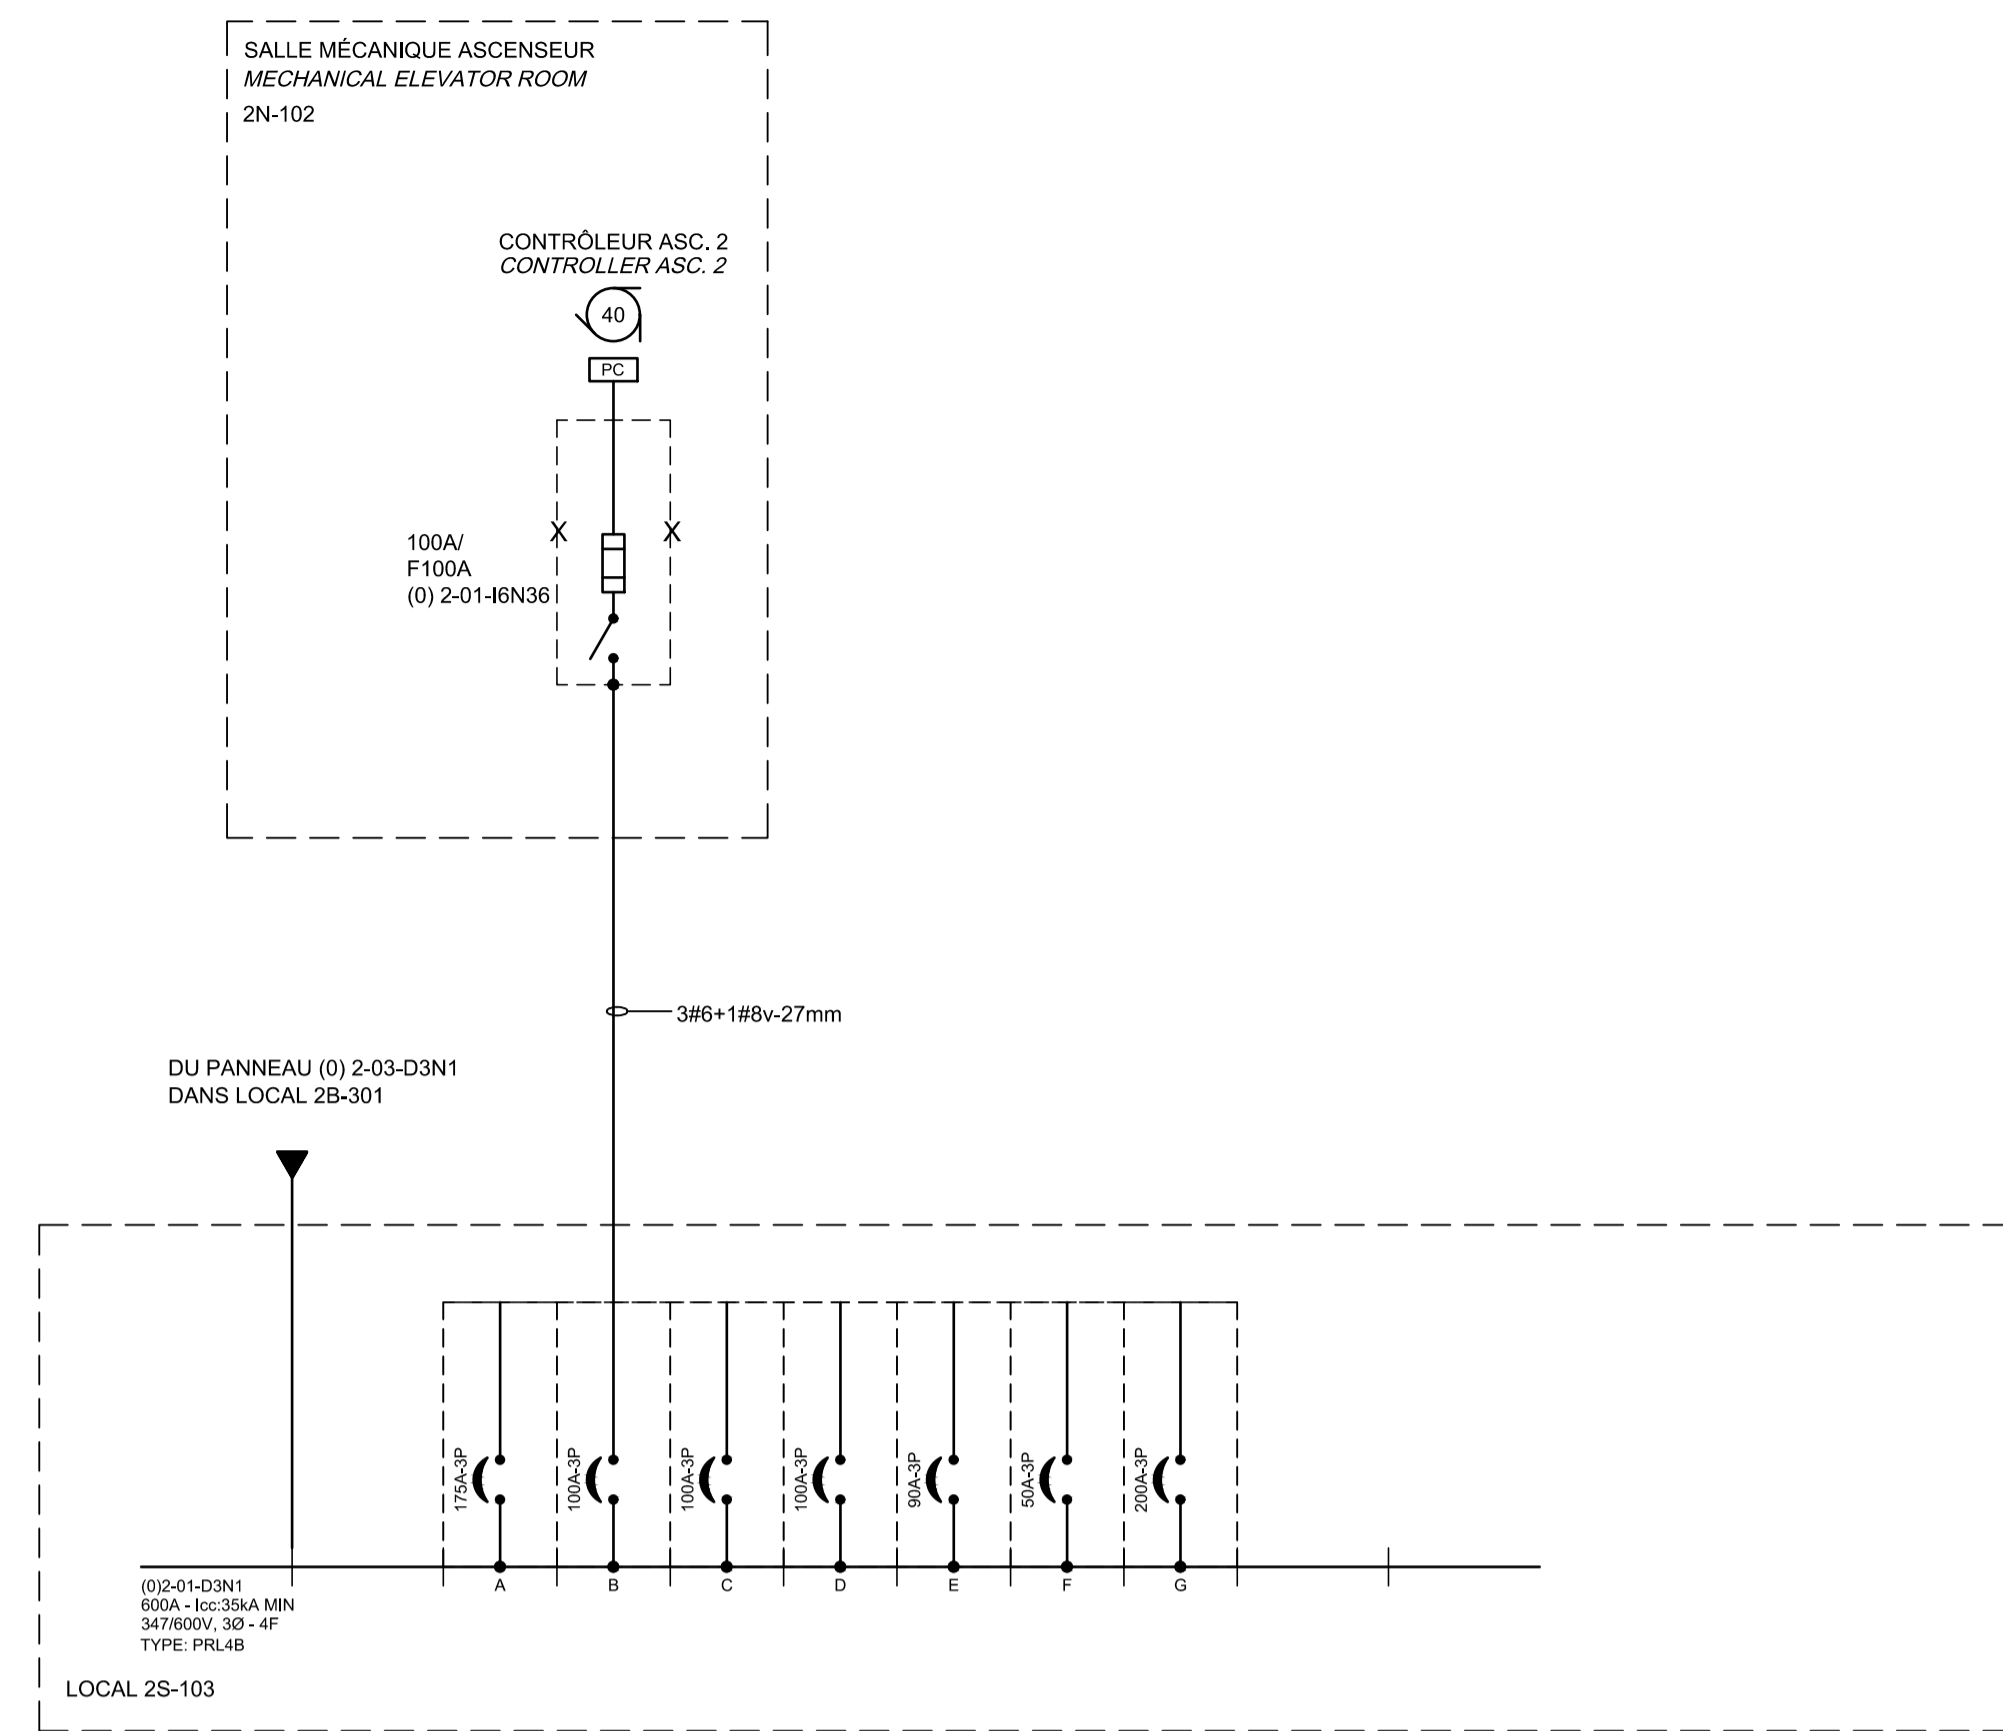 SALLE MÉCANIQUE ASCENSEUR
MECHANICAL ELEVATOR ROOM
2N-102
CONTRÔLEUR ASC. 2
CONTROLLER ASC. 2
40
PC
X X
100A/
F100A
(0) 2-01-I6N36
3#6+1#8v-27mm
DU PANNEAU (0) 2-03-D3N1
DANS LOCAL 2B-301
175A-3P
100A-3P
100A-3P
100A-3P
90A-3P
50A-3P
200A-3P
A B C D E F G
(0)2-01-D3N1
600A - Icc:35kA MIN
347/600V, 3Ø - 4F
TYPE: PRL4B
LOCAL 2S-103